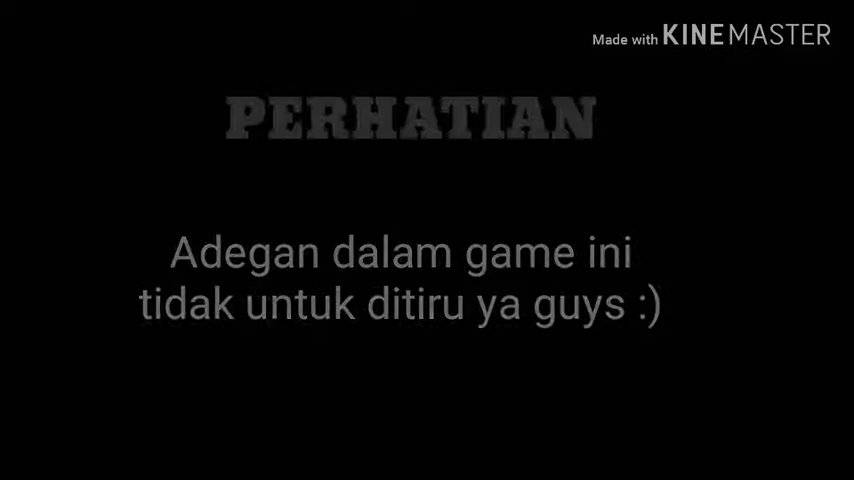 Made with KINEMASTER
PERHATIAN
Adegan dalam game ini
tidak untuk ditiru ya guys :)